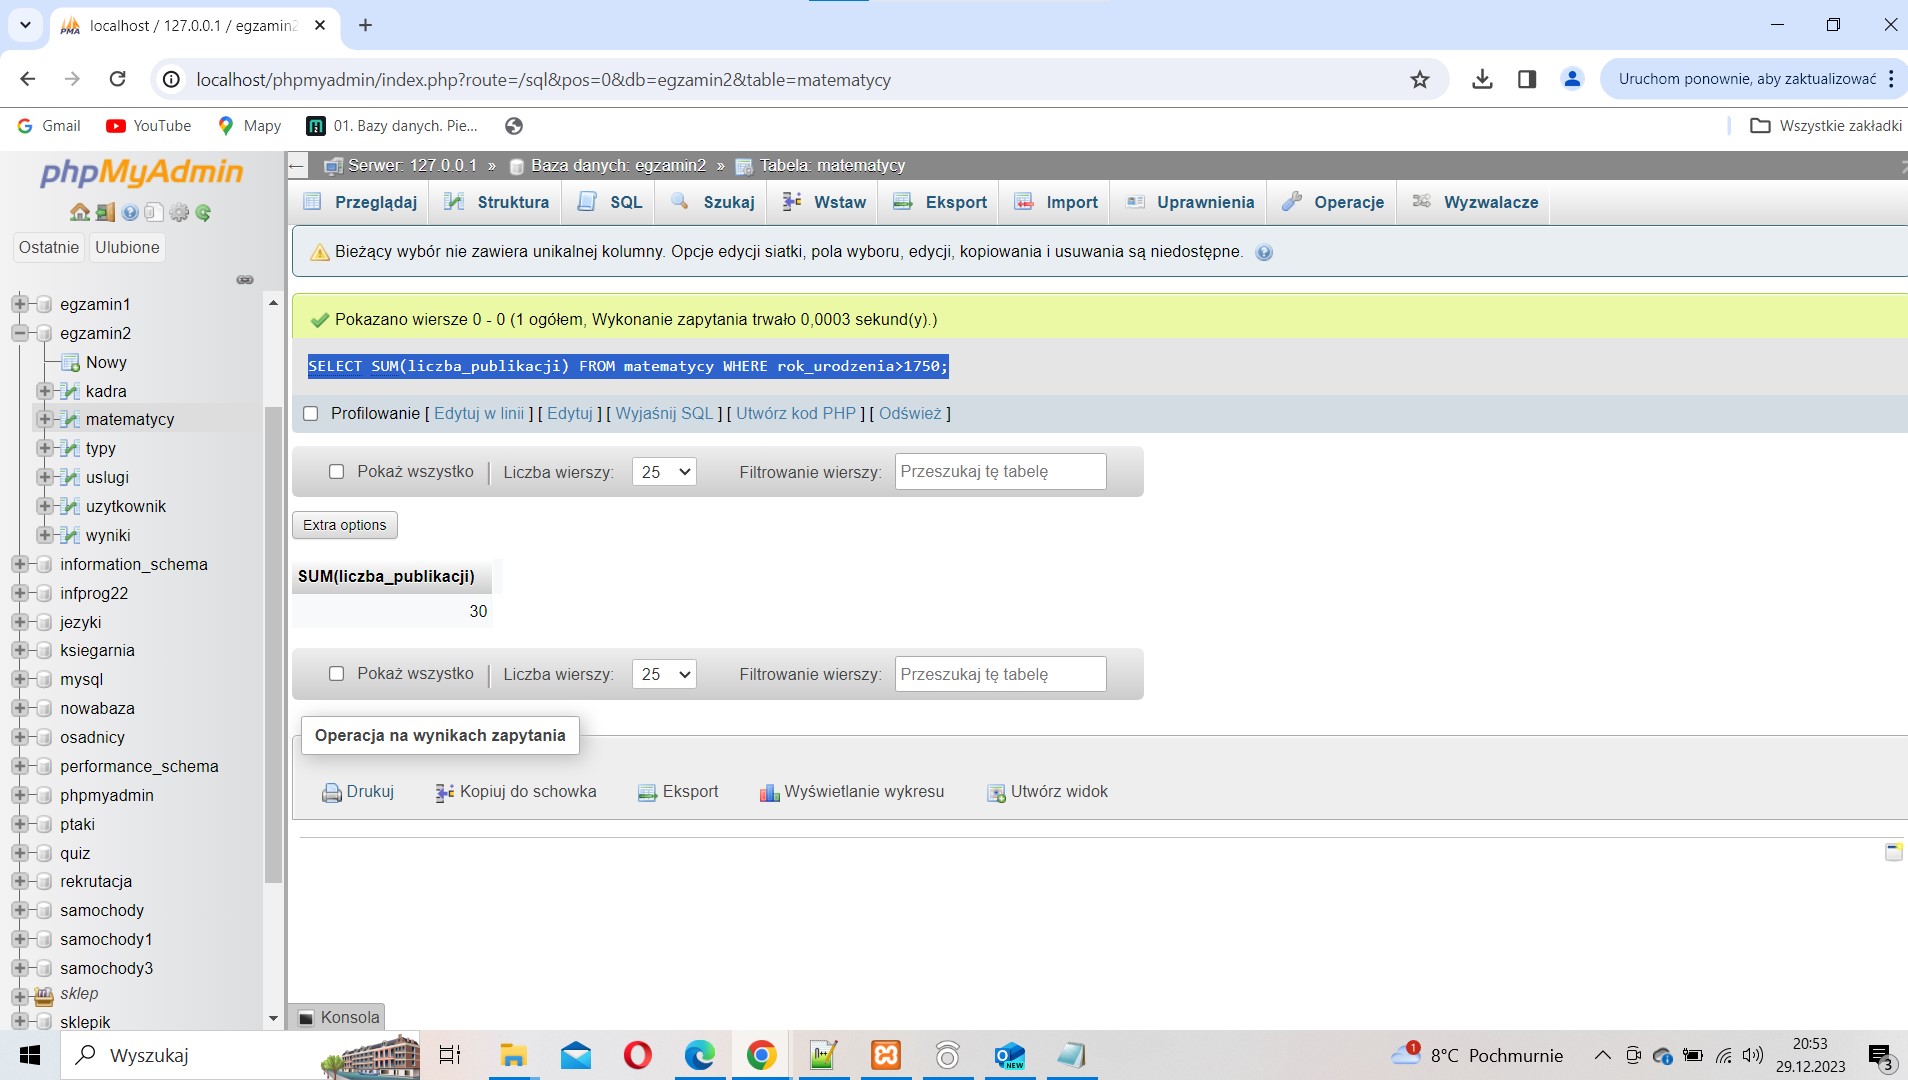 localhost / 127.0.0.1 / egzamin2
localhost/phpmyadmin/index.php?route=/sql&pos=0&db=egzamin2&table=matematycy
Uruchom ponownie, aby zaktualizować
Gmail
YouTube
Mapy
01. Bazy danych. Pie...
Wszystkie zakładki
phpMyAdmin
Ostatnie
Ulubione
egzamin1
egzamin2
Nowy
kadra
matematycy
typy
uslugi
uzytkownik
wyniki
information_schema
infprog22
jezyki
ksiegarnia
mysql
nowabaza
osadnicy
performance_schema
phpmyadmin
ptaki
quiz
rekrutacja
samochody
samochody1
samochody3
sklep
sklepik
Serwer: 127.0.0.1 » Baza danych: egzamin2 » Tabela: matematycy
Przeglądaj
Struktura
SQL
Szukaj
Wstaw
Eksport
Import
Uprawnienia
Operacje
Wyzwalacze
Bieżący wybór nie zawiera unikalnej kolumny. Opcje edycji siatki, pola wyboru, edycji, kopiowania i usuwania są niedostępne.
Pokazano wiersze 0 - 0 (1 ogółem, Wykonanie zapytania trwało 0,0003 sekund(y).)
SELECT SUM(liczba_publikacji) FROM matematycy WHERE rok_urodzenia>1750;
Profilowanie [ Edytuj w linii ] [ Edytuj ] [ Wyjaśnij SQL ] [ Utwórz kod PHP ] [ Odśwież ]
Pokaż wszystko | Liczba wierszy: 25 Filtrowanie wierszy: Przeszukaj tę tabelę
Extra options
SUM(liczba_publikacji)
30
Pokaż wszystko | Liczba wierszy: 25 Filtrowanie wierszy: Przeszukaj tę tabelę
Operacja na wynikach zapytania
Drukuj
Kopiuj do schowka
Eksport
Wyświetlanie wykresu
Utwórz widok
Konsola
Wyszukaj
NEW
1
8°C Pochmurnie
20:53
29.12.2023
3